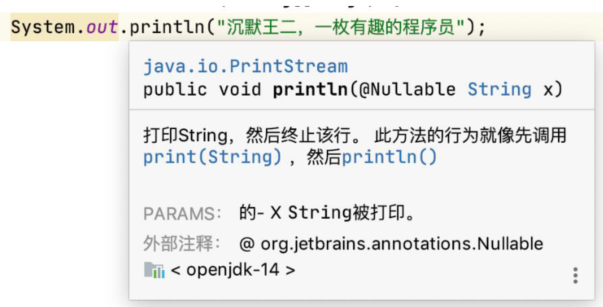 System.out.println("沉默王二，一枚有趣的程序员");
java.io.PrintStream
public void println(@Nullable String x)
打印String，然后终止该行。 此方法的行为就像先调用
print(String) ，然后println()
PARAMS: 的- X String被打印。
外部注释: @ org.jetbrains.annotations.Nullable
< openjdk-14 >